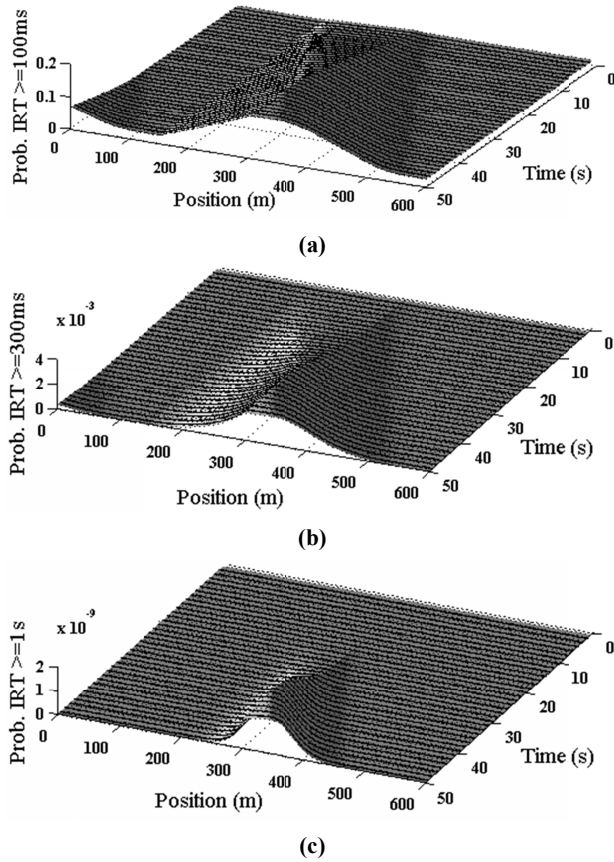 (a)
Prob. IRT >=100ms
0.2
0.1
0
0 100 200 300 400 500 600
Position (m)
0 10 20 30 40 50
Time (s)
(a)
x 10 -3
Prob. IRT >=300ms
4
2
0
0 100 200 300 400 500 600
Position (m)
0 10 20 30 40 50
Time (s)
(b)
x 10 -9
Prob. IRT >=1s
2
1
0
0 100 200 300 400 500 600
Position (m)
0 10 20 30 40 50
Time (s)
(c)